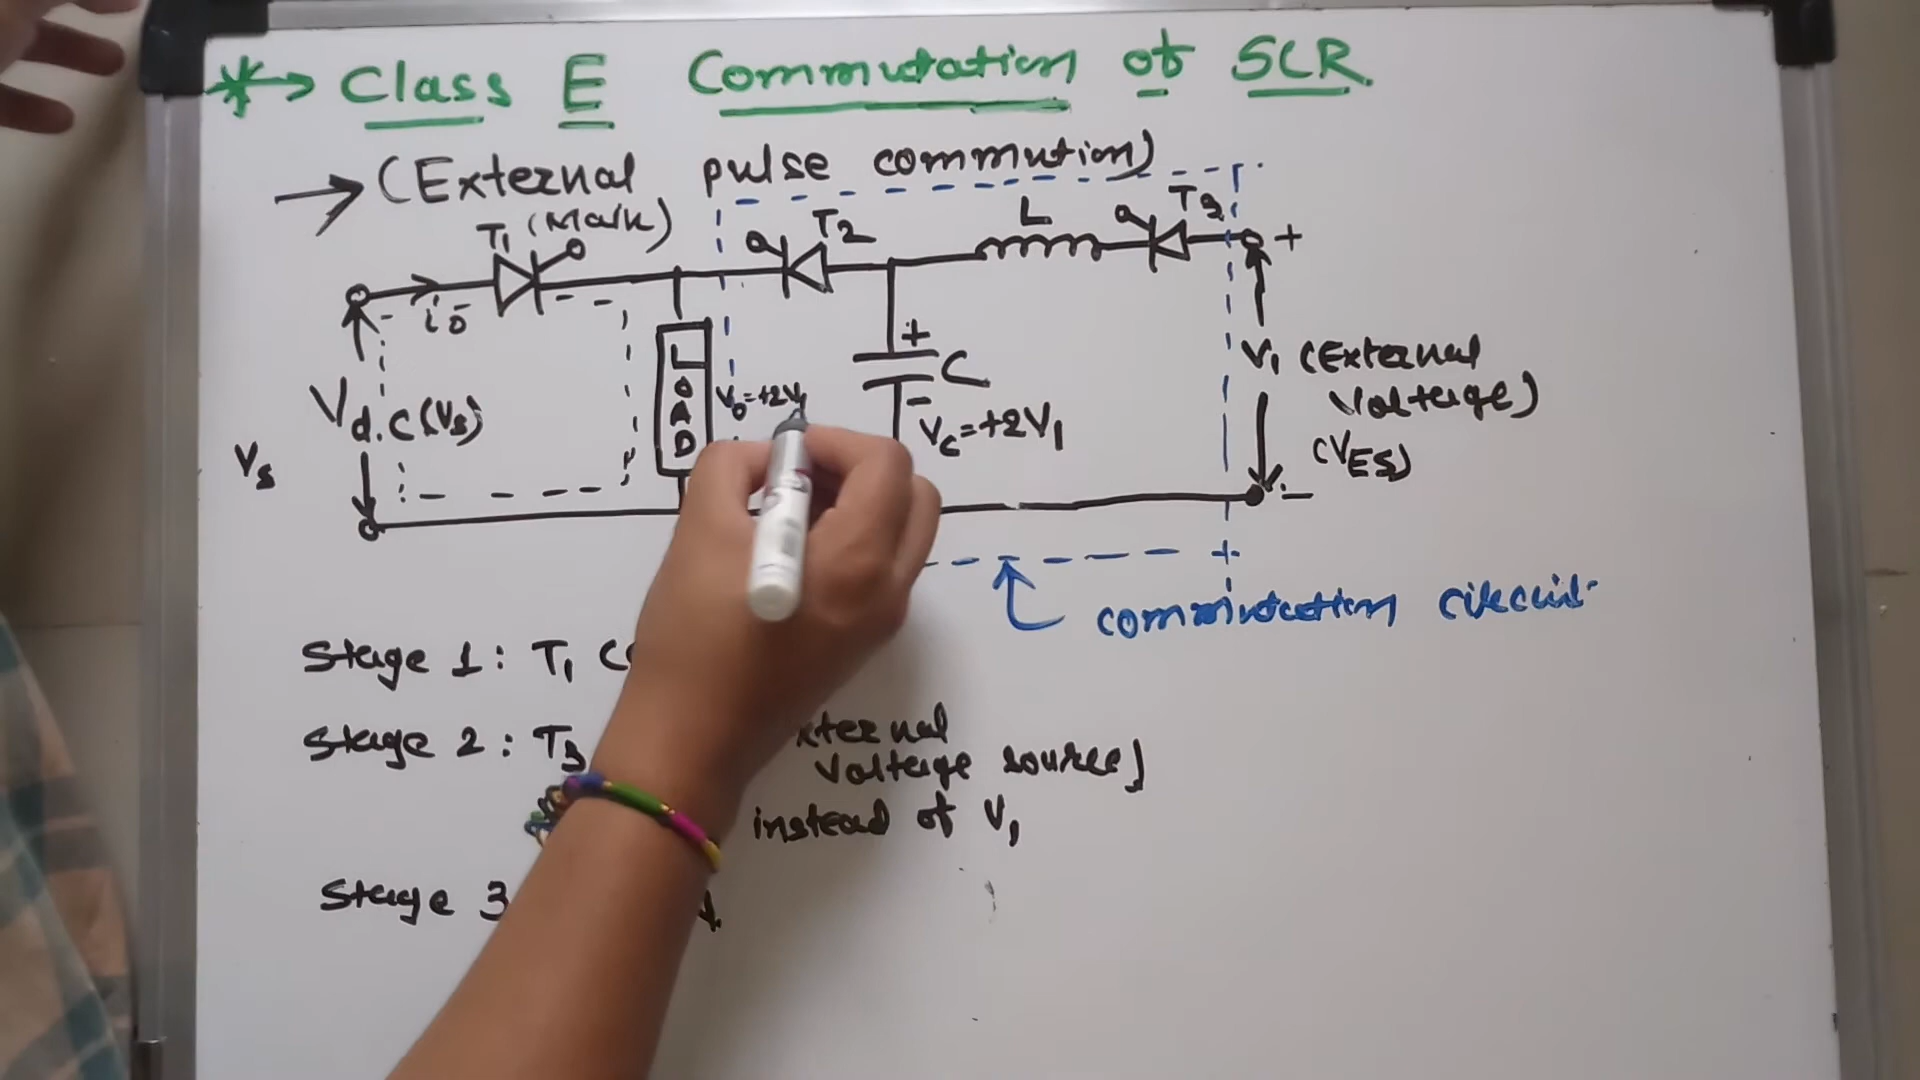 * → Class E Commutation of SCR
→ (External pulse commution)
T1 (Main)
T2
L
T3
+
i0
LOAD
+
C
-
V0=+2V1
Vc=+2V1
Vd.c (Vs)
Vs
V1 (External
Voltage)
(VES)
-
commutation circuit
Stage 1: T1
Stage 2: T3
xternal
Voltage source]
instead of V1
Stage 3